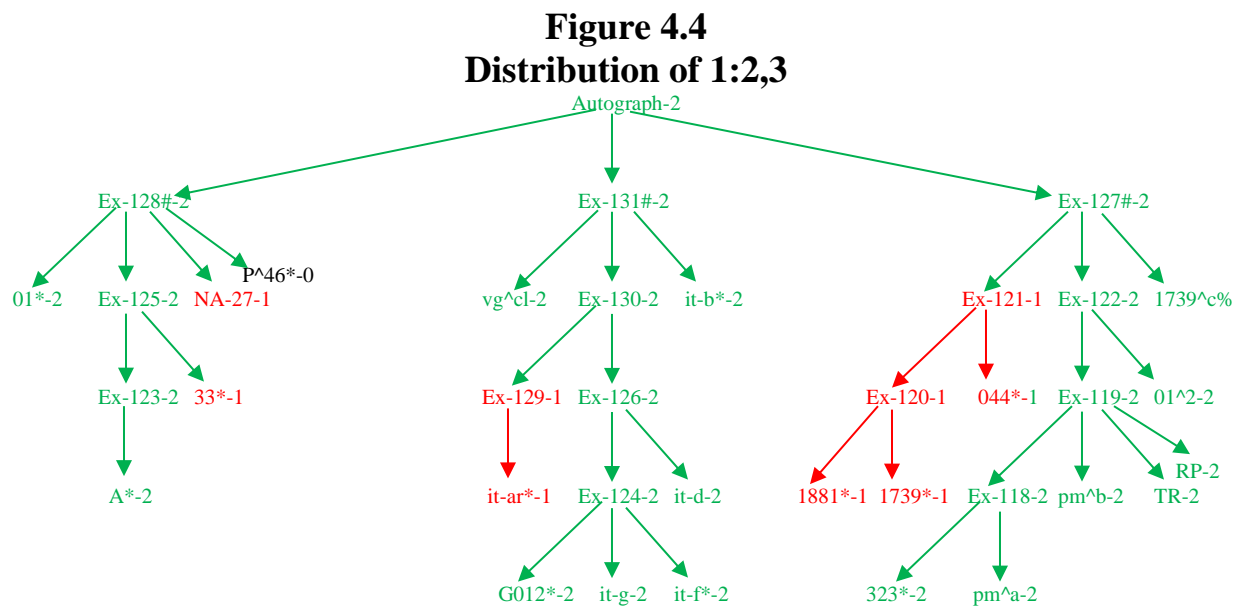 Figure 4.4
Distribution of 1:2,3
Autograph-2
Ex-128#-2 Ex-131#-2 Ex-127#-2
P^46*-0
01*-2 Ex-125-2 NA-27-1 vg^cl-2 Ex-130-2 it-b*-2 Ex-121-1 Ex-122-2 1739^c%
Ex-123-2 33*-1 Ex-129-1 Ex-126-2 Ex-120-1 044*-1 Ex-119-2 01^2-2
RP-2
A*-2 it-ar*-1 Ex-124-2 it-d-2 1881*-1 1739*-1 Ex-118-2 pm^b-2 TR-2
G012*-2 it-g-2 it-f*-2 323*-2 pm^a-2